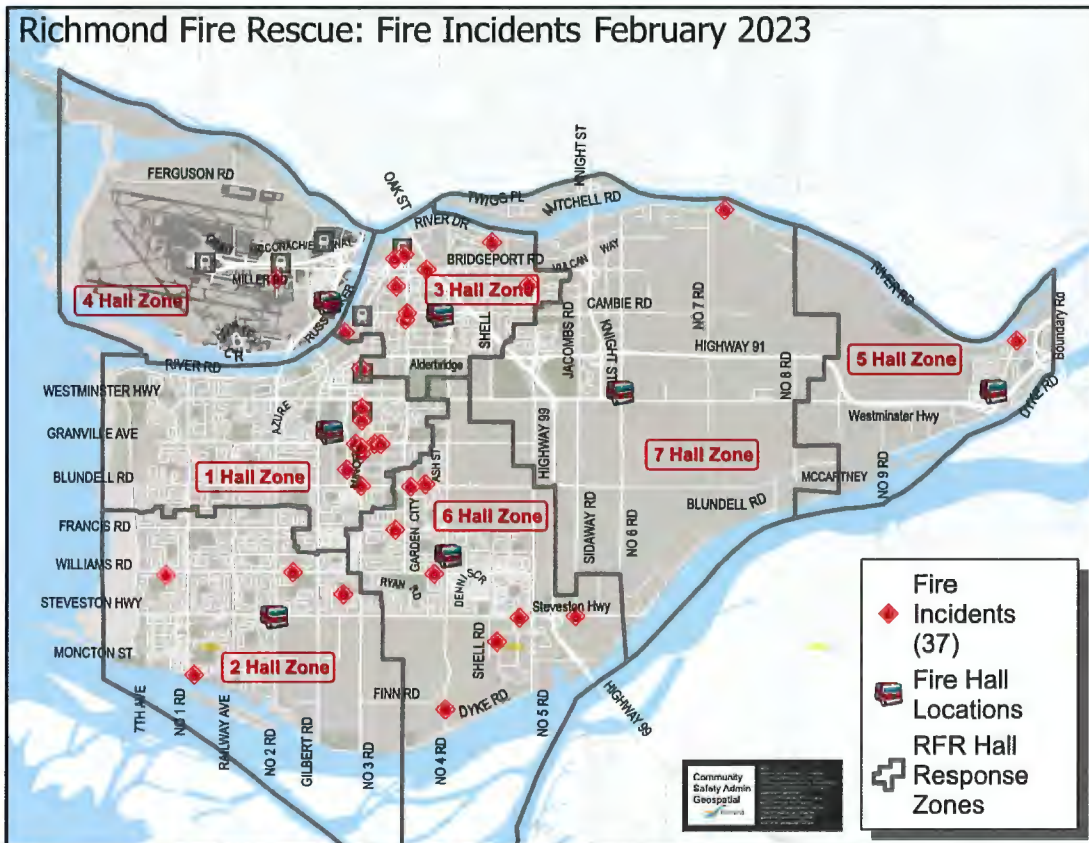 Richmond Fire Rescue: Fire Incidents February 2023
FERGUSON RD
OAK ST
TWIGG PL
KNIGHT ST
MITCHELL RD
RIVER DR
BRIDGEPORT RD
VULCAN WAY
MILLER RD
4 Hall Zone
3 Hall Zone
CAMBIE RD
NO 7 RD
RIVER RD
Boundary Rd
SHELL
JACOMBS RD
HIGHWAY 91
5 Hall Zone
RIVER RD
Alderbridge
NO 8 RD
DYKE RD
WESTMINSTER HWY
Westminster Hwy
AZURE
GRANVILLE AVE
HIGHWAY 99
7 Hall Zone
BLUNDELL RD
1 Hall Zone
ASH ST
MCCARTNEY
NO 9 RD
BLUNDELL RD
6 Hall Zone
FRANCIS RD
GARDEN CITY
SIDAWAY RD
NO 6 RD
WILLIAMS RD
RYAN RD
STEVESTON HWY
Steveston Hwy
MONCTON ST
SHELL RD
2 Hall Zone
FINN RD
DYKE RD
HIGHWAY 99
7TH AVE
NO 1 RD
RAILWAY AVE
NO 2 RD
GILBERT RD
NO 3 RD
NO 4 RD
NO 5 RD
Community
Safety Admin
Geospatial
Fire
Incidents
(37)
Fire Hall
Locations
RFR Hall
Response
Zones